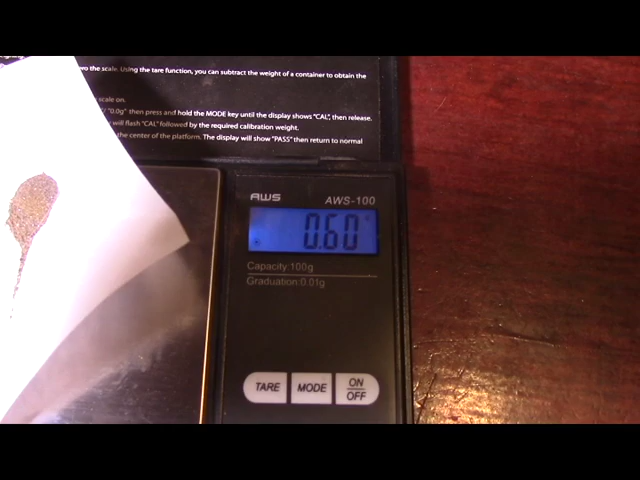 ero the scale. Using the tare function, you can subtract the weight of a container to obtain the
scale on.
"0.0g" then press and hold the MODE key until the display shows "CAL", then release.
will flash "CAL" followed by the required calibration weight.
the center of the platform. The display will show "PASS" then return to normal
AWS AWS-100
0.60
Capacity:100g
Graduation:0.01g
TARE MODE ON/OFF